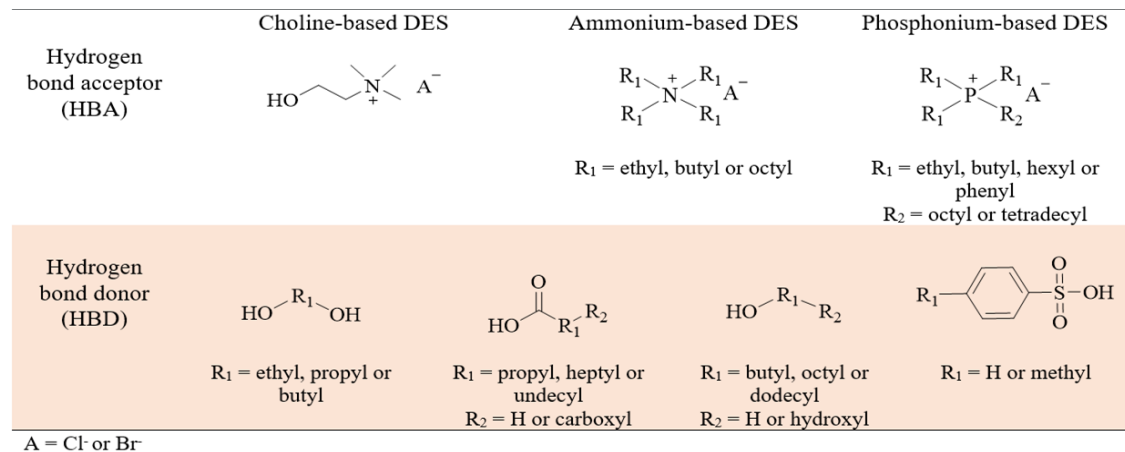 Choline-based DES Ammonium-based DES Phosphonium-based DES
Hydrogen
bond acceptor
(HBA)
HO N + A⁻
R₁ + R₁
N A⁻
R₁ R₁
R₁ + R₁
P A⁻
R₁ R₂
R₁ = ethyl, butyl or octyl
R₁ = ethyl, butyl, hexyl or
phenyl
R₂ = octyl or tetradecyl
Hydrogen
bond donor
(HBD)
HO R₁ OH
O
HO R₁ R₂
HO R₁ R₂
O
R₁ S OH
O
R₁ = ethyl, propyl or
butyl
R₁ = propyl, heptyl or
undecyl
R₂ = H or carboxyl
R₁ = butyl, octyl or
dodecyl
R₂ = H or hydroxyl
R₁ = H or methyl
A = Cl⁻ or Br⁻